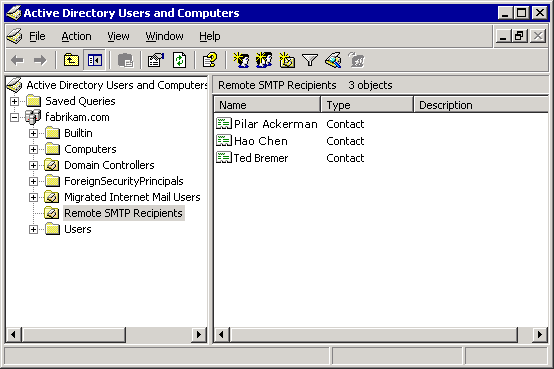 Active Directory Users and Computers
File Action View Window Help
Active Directory Users and Computers
Saved Queries
fabrikam.com
Builtin
Computers
Domain Controllers
ForeignSecurityPrincipals
Migrated Internet Mail Users
Remote SMTP Recipients
Users
Remote SMTP Recipients 3 objects
Name Type Description
Pilar Ackerman Contact
Hao Chen Contact
Ted Bremer Contact